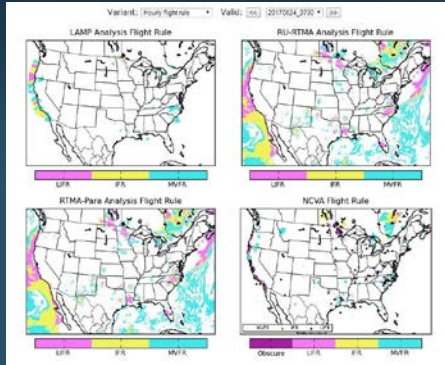 Variant: Hourly flight rule Valid: << 20170824_0700 >>
LAMP Analysis Flight Rule
RU-RTMA Analysis Flight Rule
LIFR IFR MVFR
LIFR IFR MVFR
RTMA-Para Analysis Flight Rule
NCVA Flight Rule
LIFR IFR MVFR
Obscure LIFR IFR MVFR